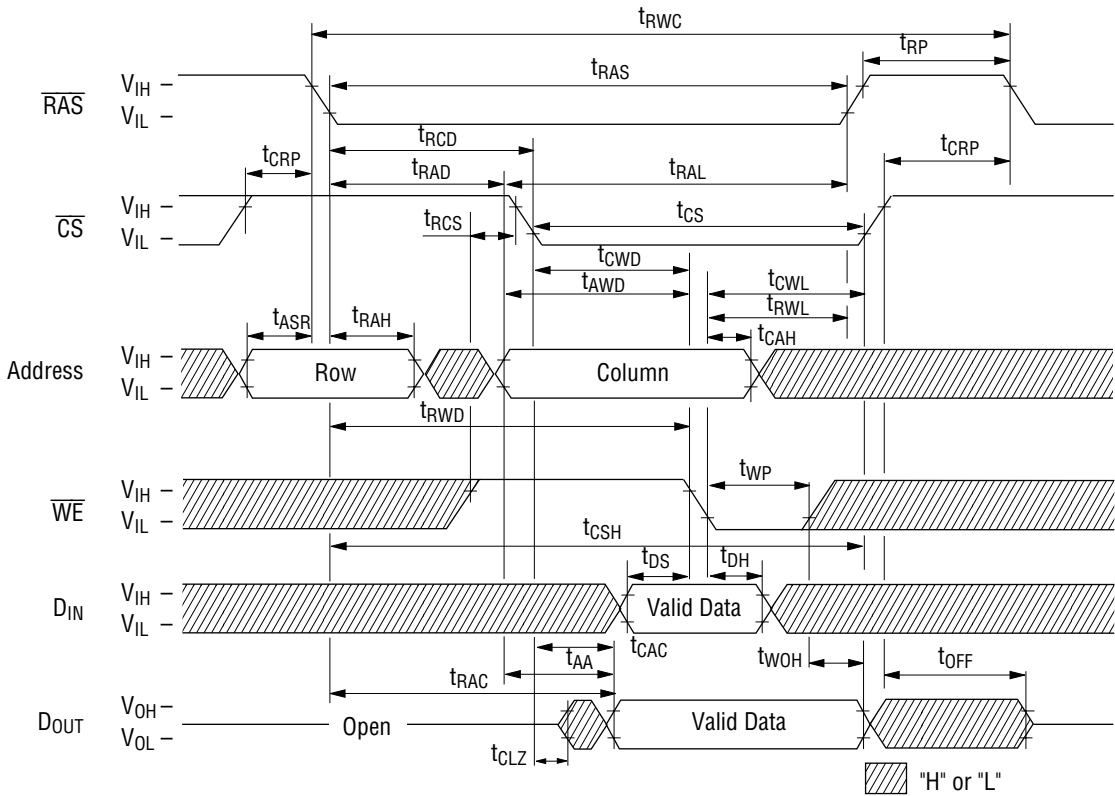 tRWC
tRP
tRAS
RAS
VIH
VIL
tRCD
tCRP
tCRP
tRAD
tRAL
CS
VIH
VIL
tRCS
tCS
tCWD
tCWL
tAWD
tRWL
tASR
tRAH
tCAH
Address
VIH
VIL
Row
Column
tRWD
WE
VIH
VIL
tWP
tCSH
tDS
tDH
DIN
VIH
VIL
Valid Data
tCAC
tAA
tWOH
tOFF
tRAC
DOUT
VOH
VOL
Open
Valid Data
tCLZ
"H" or "L"